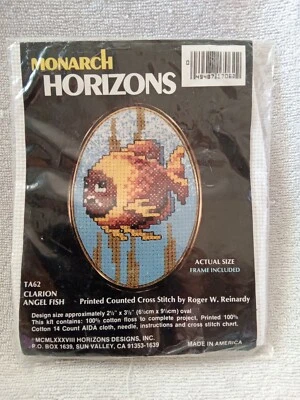 MONARCH
HORIZONS
ACTUAL SIZE
FRAME INCLUDED
TA62
CLARION
ANGEL FISH
Printed Counted Cross Stitch by Roger W. Reinardy
Design size approximately 2½" x 3½" (6½cm x 9½cm) oval
This kit contains: 100% cotton floss to complete project, Printed 100%
Cotton 14 Count AIDA cloth, needle, instructions and cross stitch chart.
©MCMLXXXVIII HORIZONS DESIGNS, INC.
P.O. BOX 1639, SUN VALLEY, CA 91353-1639
MADE IN AMERICA